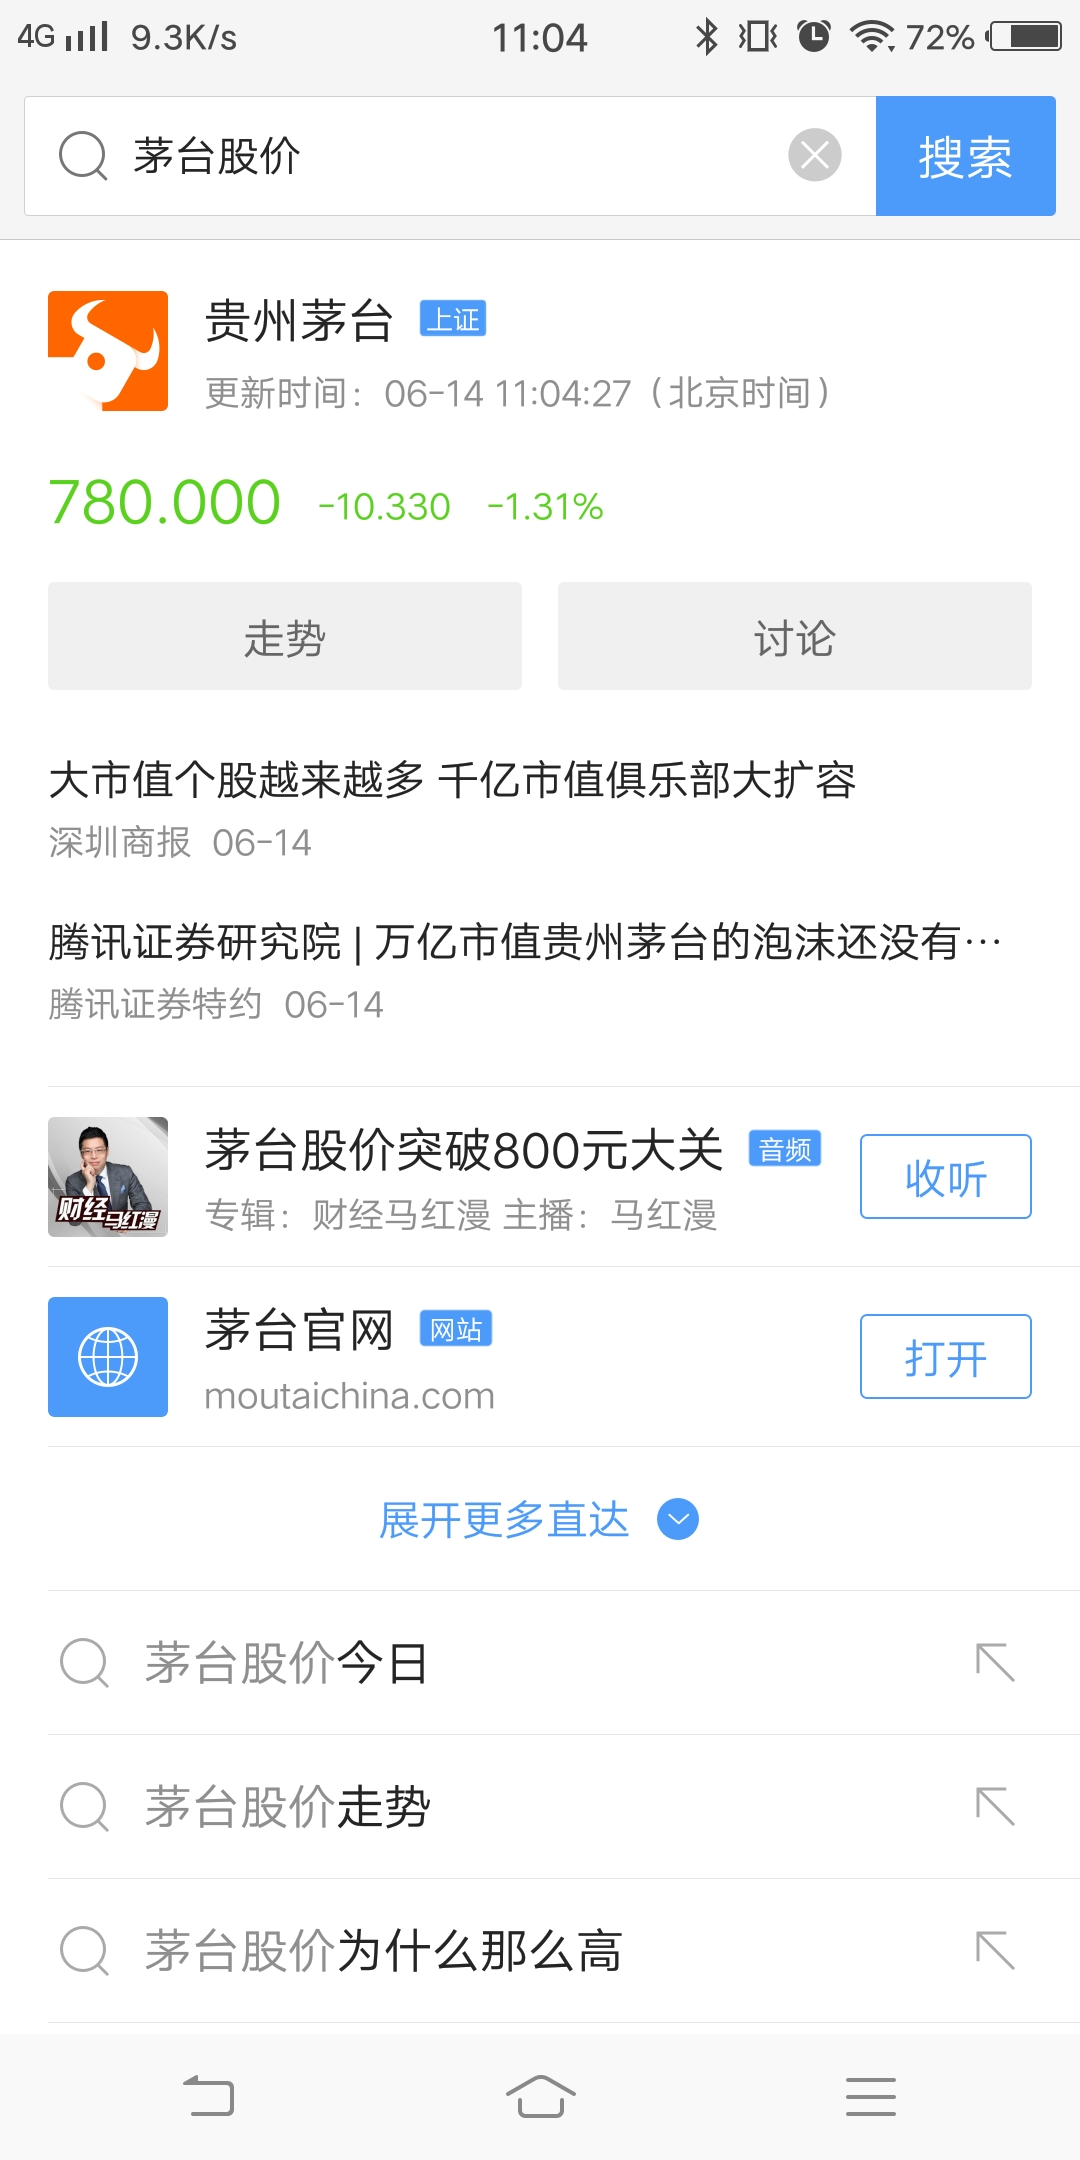 4G 9.3K/s 11:04 72%
茅台股价 搜索
贵州茅台 上证
更新时间：06-14 11:04:27（北京时间）
780.000 -10.330 -1.31%
走势 讨论
大市值个股越来越多 千亿市值俱乐部大扩容
深圳商报 06-14
腾讯证券研究院 | 万亿市值贵州茅台的泡沫还没有…
腾讯证券特约 06-14
财经
马红漫
茅台股价突破800元大关 音频
专辑：财经马红漫 主播：马红漫
收听
茅台官网 网站
moutaichina.com
打开
展开更多直达
茅台股价今日
茅台股价走势
茅台股价为什么那么高